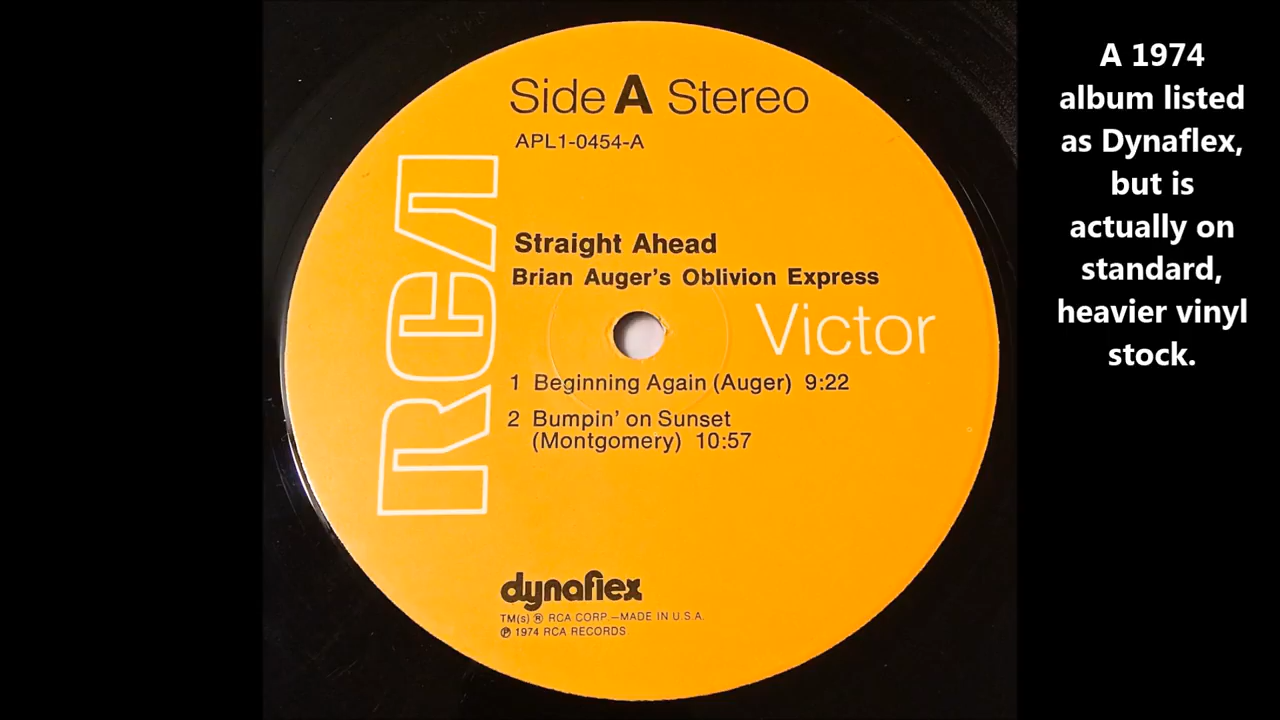 Side A Stereo
APL1-0454-A
RCA
Straight Ahead
Brian Auger's Oblivion Express
Victor
1 Beginning Again (Auger) 9:22
2 Bumpin' on Sunset
(Montgomery) 10:57
dynaflex
TM(s) ® RCA CORP.—MADE IN U.S.A.
℗ 1974 RCA RECORDS
A 1974
album listed
as Dynaflex,
but is
actually on
standard,
heavier vinyl
stock.